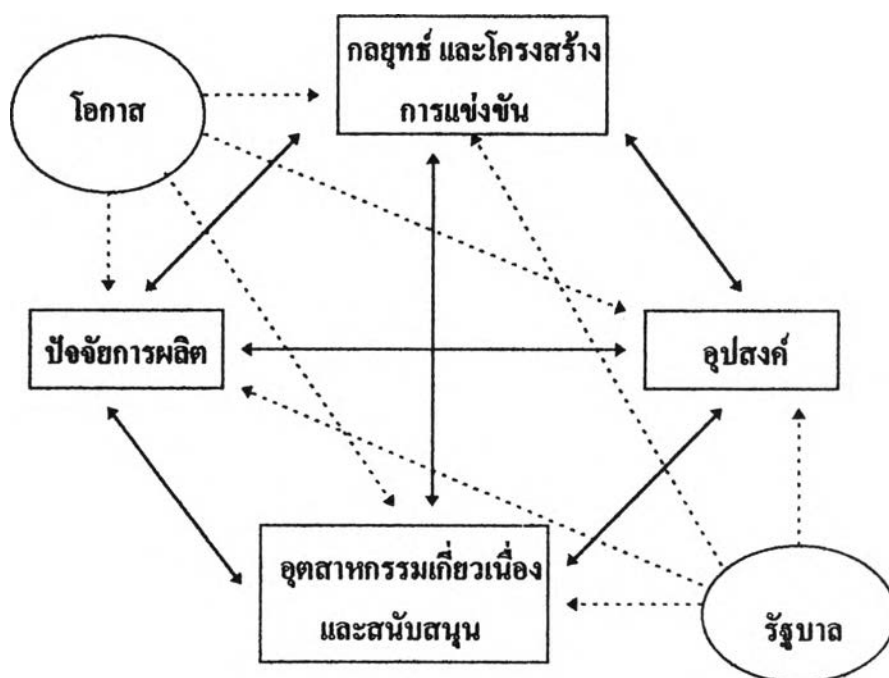 กลยุทธ์ และโครงสร้าง
การแข่งขัน
โอกาส
ปัจจัยการผลิต
อุปสงค์
อุตสาหกรรมเกี่ยวเนื่อง
และสนับสนุน
รัฐบาล